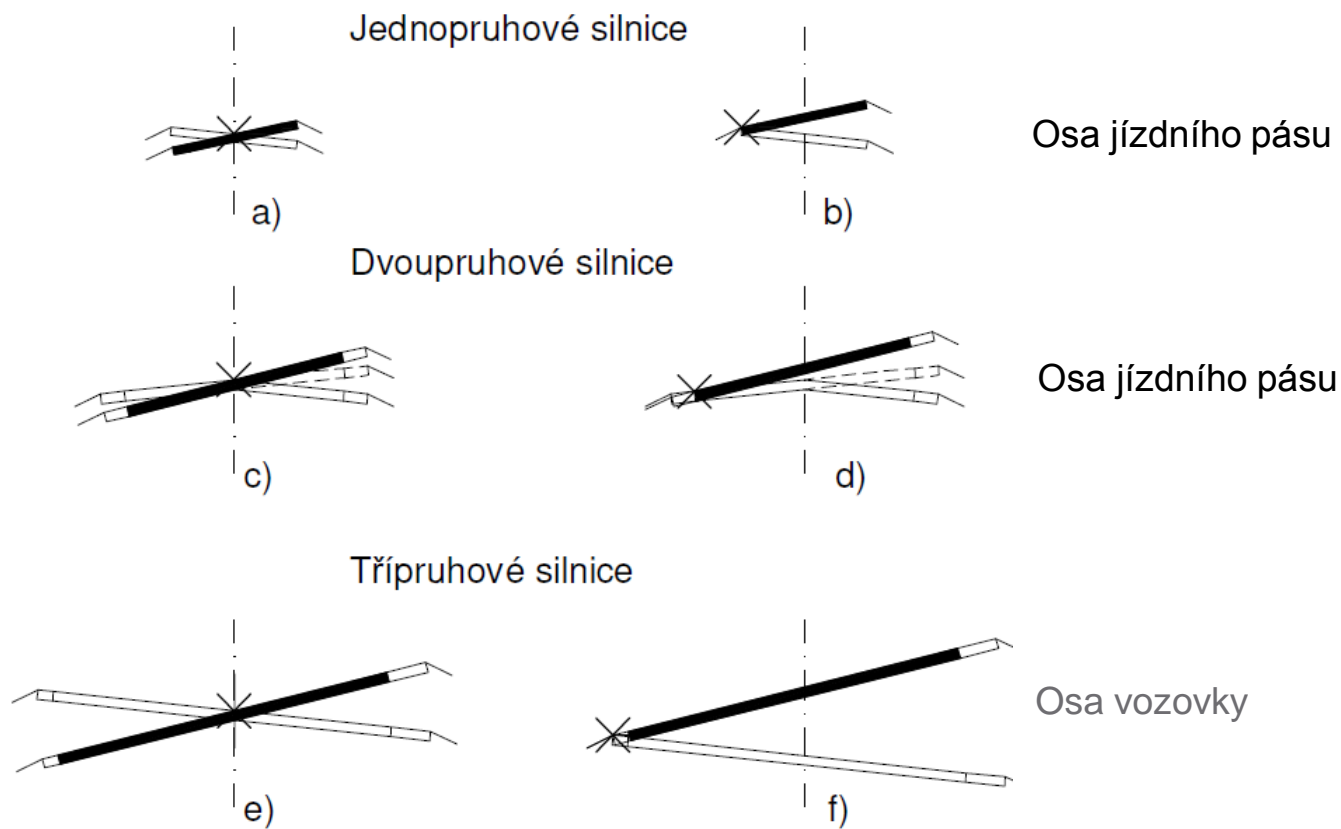 Jednopruhové silnice
Osa jízdního pásu
a)
b)
Dvoupruhové silnice
Osa jízdního pásu
c)
d)
Třípruhové silnice
Osa vozovky
e)
f)